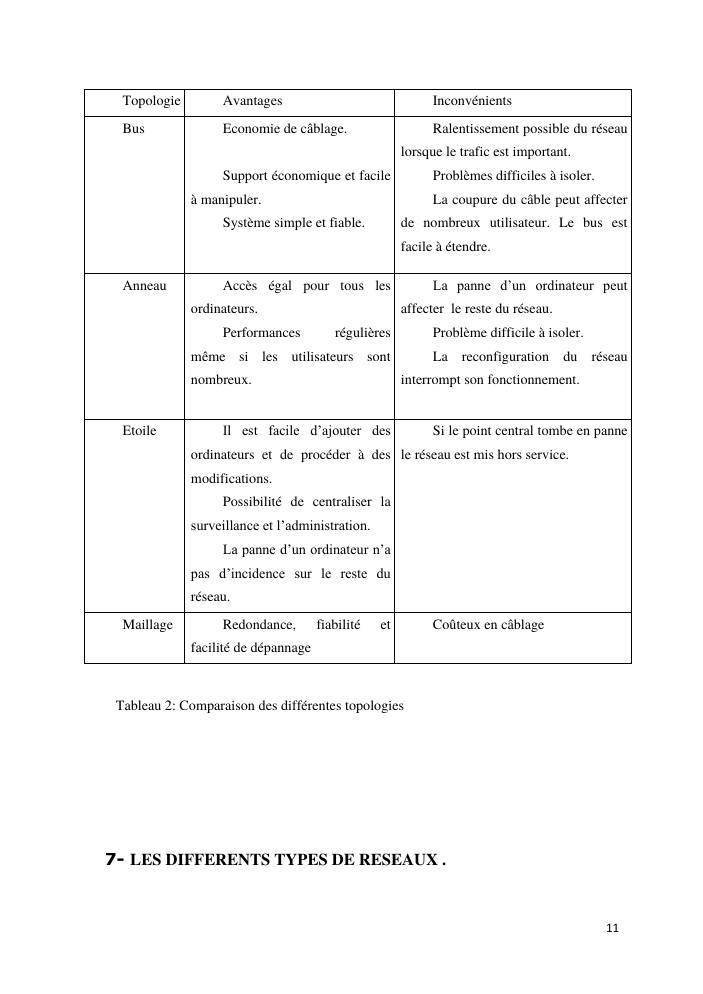 Topologie Avantages Inconvénients
Bus
Economie de câblage.
Support économique et facile
à manipuler.
Système simple et fiable.
Ralentissement possible du réseau
lorsque le trafic est important.
Problèmes difficiles à isoler.
La coupure du câble peut affecter
de nombreux utilisateur. Le bus est
facile à étendre.
Anneau
Accès égal pour tous les
ordinateurs.
Performances régulières
même si les utilisateurs sont
nombreux.
La panne d’un ordinateur peut
affecter le reste du réseau.
Problème difficile à isoler.
La reconfiguration du réseau
interrompt son fonctionnement.
Etoile
Il est facile d’ajouter des
ordinateurs et de procéder à des
modifications.
Possibilité de centraliser la
surveillance et l’administration.
La panne d’un ordinateur n’a
pas d’incidence sur le reste du
réseau.
Si le point central tombe en panne
le réseau est mis hors service.
Maillage
Redondance, fiabilité et
facilité de dépannage
Coûteux en câblage
Tableau 2: Comparaison des différentes topologies
7- LES DIFFERENTS TYPES DE RESEAUX .
11